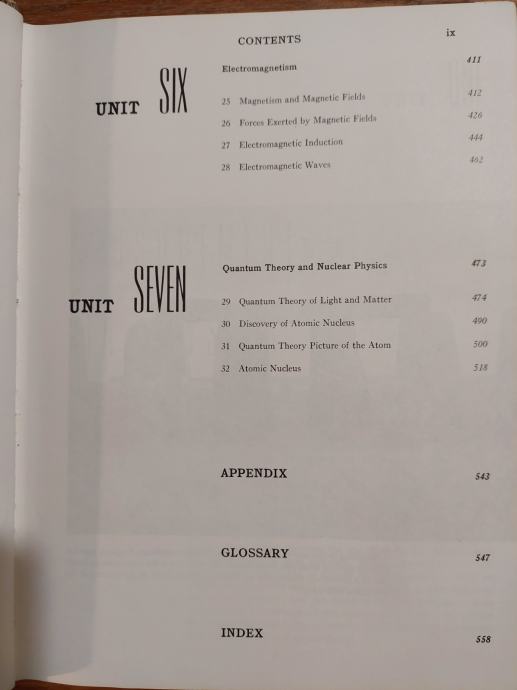 CONTENTS ix
UNIT SIX Electromagnetism 411
25 Magnetism and Magnetic Fields 412
26 Forces Exerted by Magnetic Fields 426
27 Electromagnetic Induction 444
28 Electromagnetic Waves 462
UNIT SEVEN Quantum Theory and Nuclear Physics 473
29 Quantum Theory of Light and Matter 474
30 Discovery of Atomic Nucleus 490
31 Quantum Theory Picture of the Atom 500
32 Atomic Nucleus 518
APPENDIX 543
GLOSSARY 547
INDEX 558